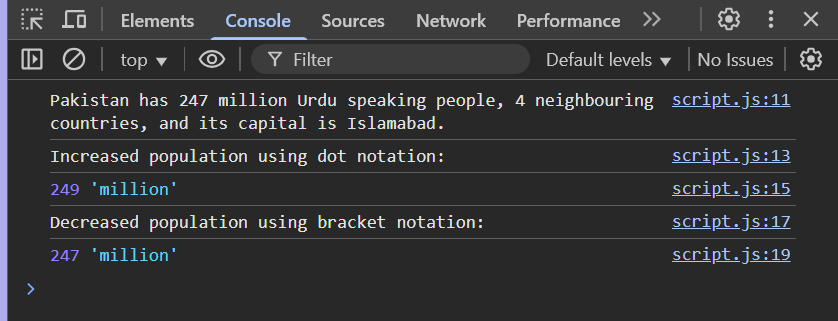 Elements Console Sources Network Performance
top Filter Default levels No Issues
Pakistan has 247 million Urdu speaking people, 4 neighbouring script.js:11
countries, and its capital is Islamabad.
Increased population using dot notation: script.js:13
249 'million' script.js:15
Decreased population using bracket notation: script.js:17
247 'million' script.js:19